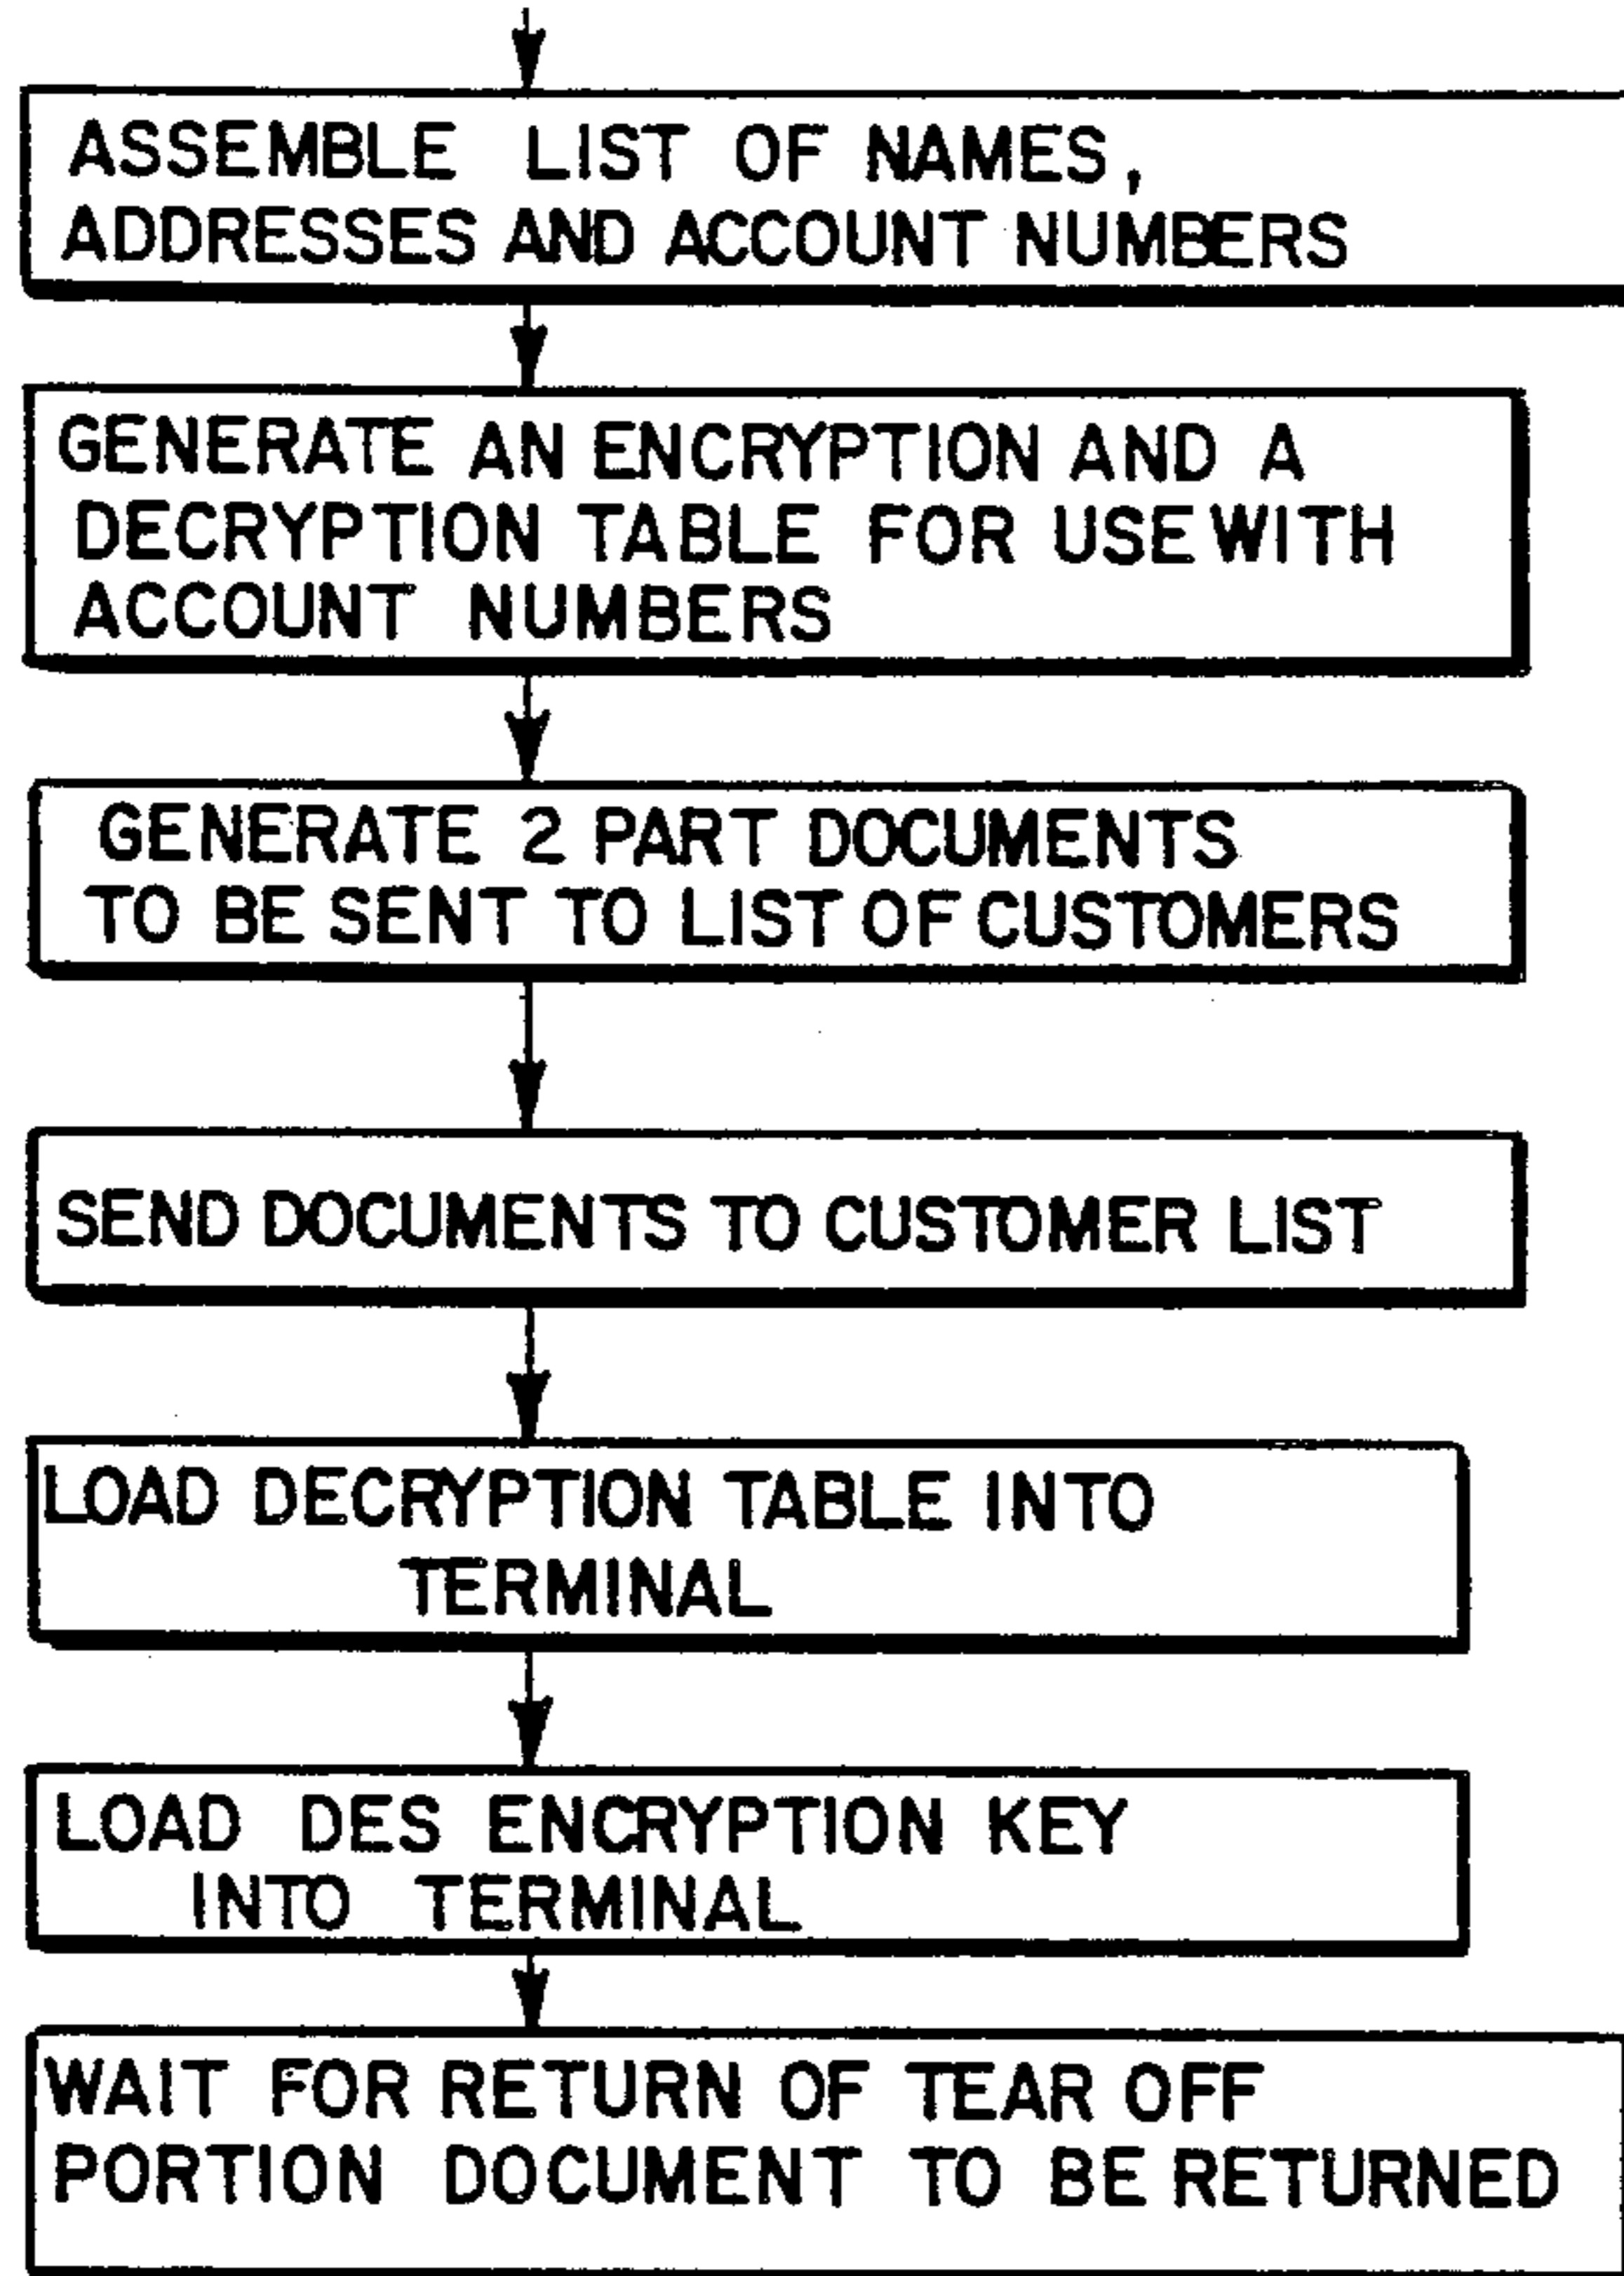 ASSEMBLE LIST OF NAMES,
ADDRESSES AND ACCOUNT NUMBERS
GENERATE AN ENCRYPTION AND A
DECRYPTION TABLE FOR USE WITH
ACCOUNT NUMBERS
GENERATE 2 PART DOCUMENTS
TO BE SENT TO LIST OF CUSTOMERS
SEND DOCUMENTS TO CUSTOMER LIST
LOAD DECRYPTION TABLE INTO
TERMINAL
LOAD DES ENCRYPTION KEY
INTO TERMINAL
WAIT FOR RETURN OF TEAR OFF
PORTION DOCUMENT TO BE RETURNED